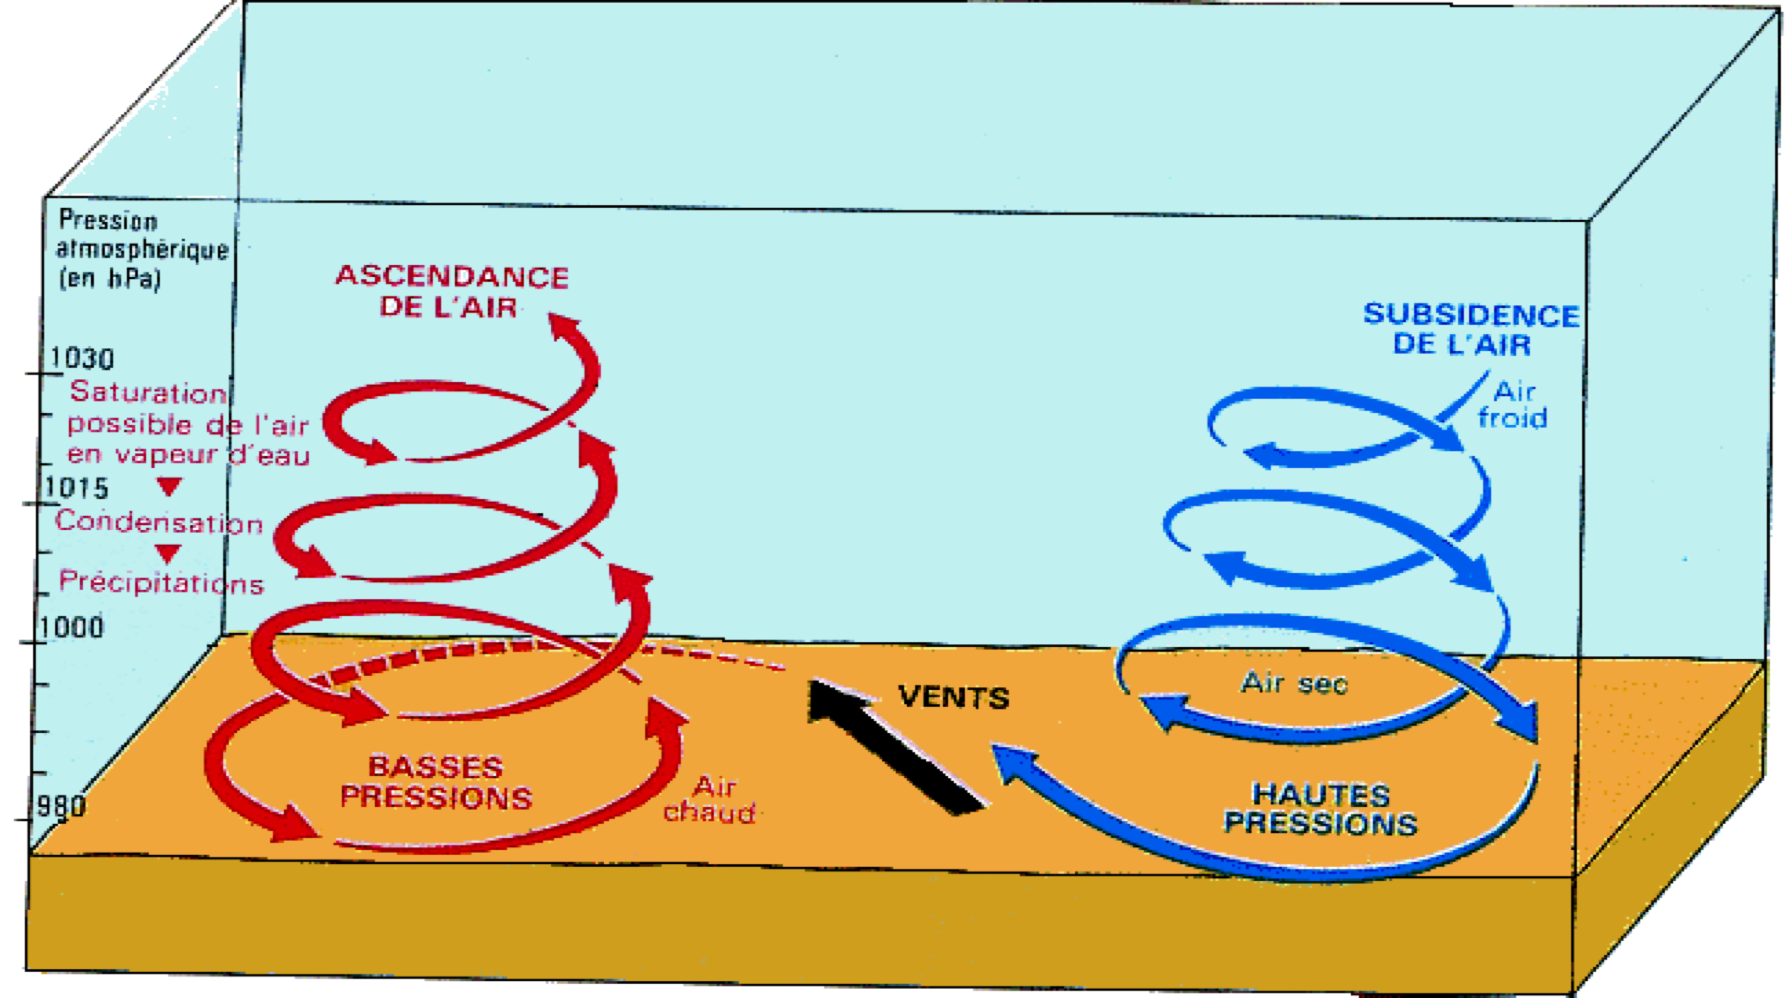 Pression
atmosphérique
(en hPa)
1030
Saturation
possible de l'air
en vapeur d'eau
1015
Condensation
Précipitations
1000
980
ASCENDANCE
DE L'AIR
BASSES
PRESSIONS
Air
chaud
VENTS
SUBSIDENCE
DE L'AIR
Air
froid
Air sec
HAUTES
PRESSIONS